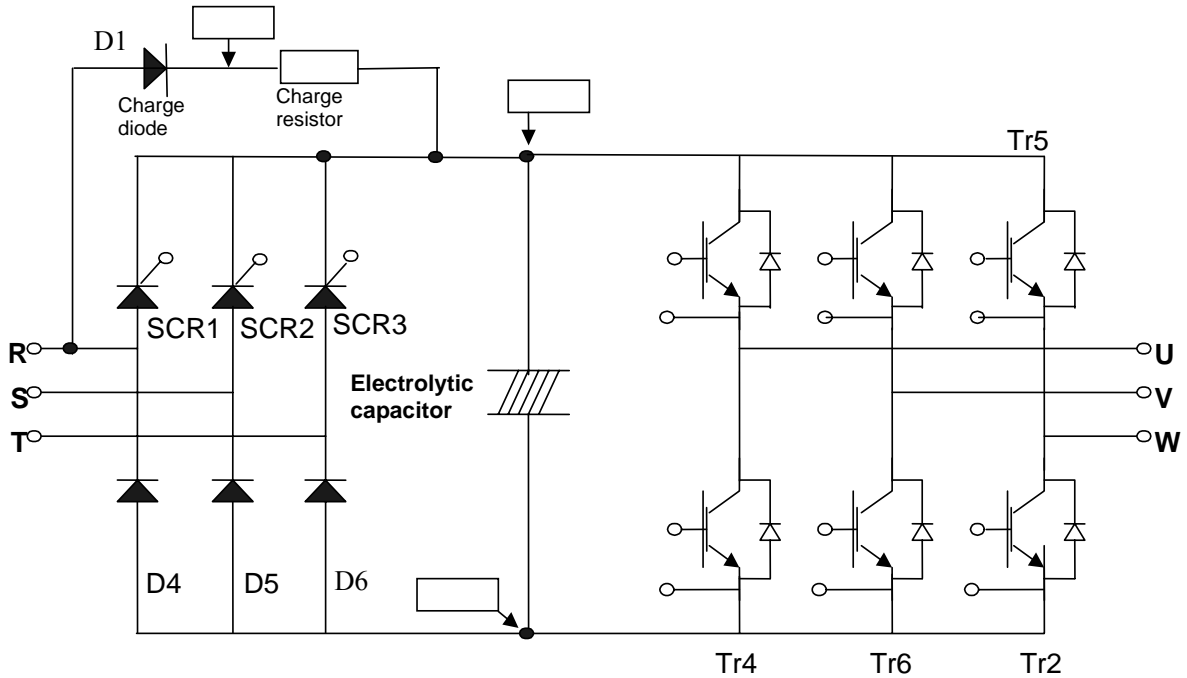 D1
Charge
diode
Charge
resistor
Tr5
SCR1
SCR2
SCR3
R
S
T
Electrolytic
capacitor
U
V
W
D4
D5
D6
Tr4
Tr6
Tr2